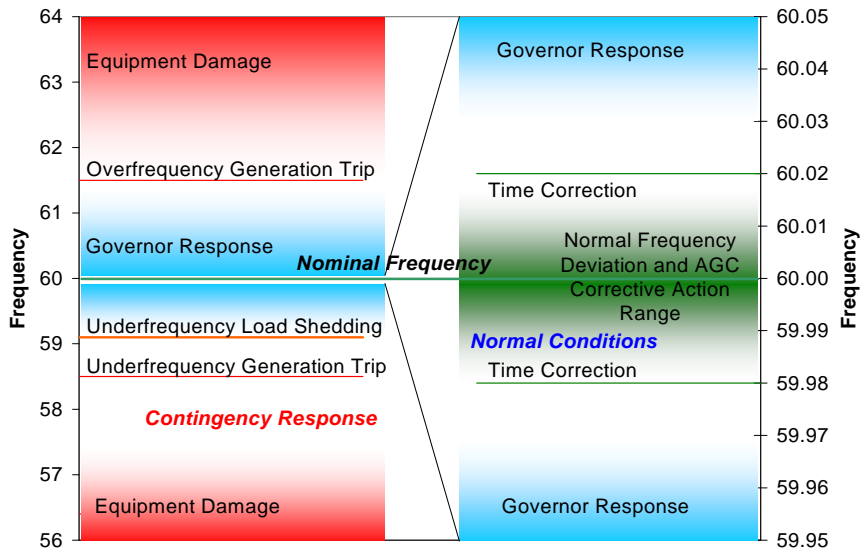 64
63
62
61
60
59
58
57
56
Frequency
Equipment Damage
Overfrequency Generation Trip
Governor Response
Nominal Frequency
Underfrequency Load Shedding
Underfrequency Generation Trip
Contingency Response
Equipment Damage
Governor Response
Time Correction
Normal Frequency
Deviation and AGC
Corrective Action
Range
Normal Conditions
Time Correction
Governor Response
60.05
60.04
60.03
60.02
60.01
60.00
59.99
59.98
59.97
59.96
59.95
Frequency